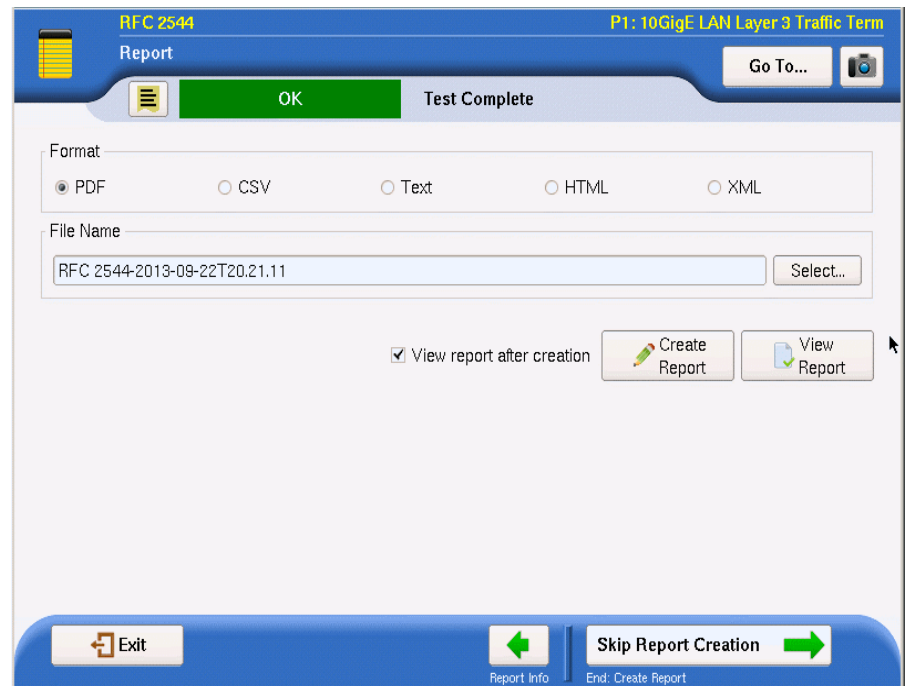 RFC 2544
P1: 10GigE LAN Layer 3 Traffic Term
Report
Go To...
OK
Test Complete
Format
PDF
CSV
Text
HTML
XML
File Name
RFC 2544-2013-09-22T20.21.11
Select...
View report after creation
Create
Report
View
Report
Exit
Skip Report Creation
Report Info
End: Create Report